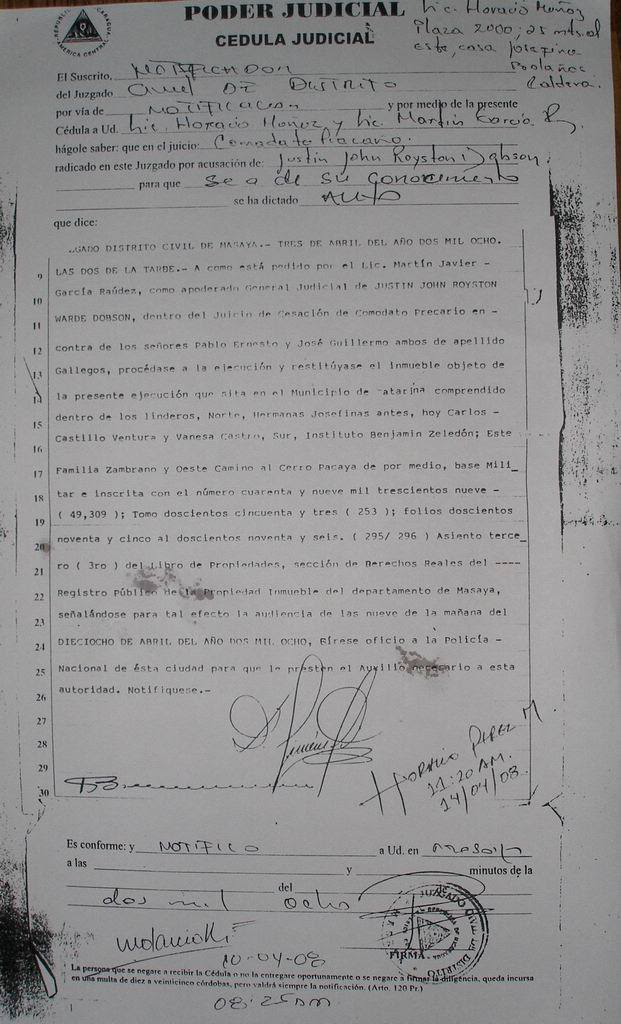 PODER JUDICIAL
CEDULA JUDICIAL
Lic. Horacio Muñoz
Plaza 2000, 25 mts. al
este, casa Josefina
Bolaños
Caldera.
El Suscrito, NOTIFICADOR
del Juzgado Civil DE DISTRITO
por vía de NOTIFICACION y por medio de la presente
Cédula a Ud. Lic. Horacio Muñoz y Lic. Martin Garcia R,
hágole saber: que en el juicio: Comodato Precario.
radicado en este Juzgado por acusación de: Justin John Royston Dobson.
para que sea de su conocimiento
se ha dictado AUTO
que dice:
GADO DISTRITO CIVIL DE MASAYA.- TRES DE ABRIL DEL AÑO DOS MIL OCHO.
9 LAS DOS DE LA TARDE.- A como está pedido por el Lic. Martín Javier -
10 García Raúdez, como apoderado General Judicial de JUSTIN JOHN ROYSTON
11 WARDE DOBSON, dentro del Juicio de Cesación de Comodato Precario en -
12 contra de los señores Pablo Ernesto y José Guillermo ambos de apellido
13 Gallegos, procédase a la ejecución y restitúyase el inmueble objeto de
14 la presente ejecución que sita en el Municipio de Catarina comprendido
15 dentro de los linderos, Norte, Hermanas Josefinas antes, hoy Carlos -
16 Castillo Ventura y Vanesa Castro, Sur, Instituto Benjamin Zeledón; Este
17 Familia Zambrano y Oeste Camino al Cerro Pacaya de por medio, base Mili_
18 tar e inscrita con el número cuarenta y nueve mil trescientos nueve -
19 ( 49,309 ); Tomo doscientos cincuenta y tres ( 253 ); folios doscientos
20 noventa y cinco al doscientos noventa y seis. ( 295/ 296 ) Asiento terce_
21 ro ( 3ro ) del Libro de Propiedades, sección de Derechos Reales del ----
22 Registro Público de la Propiedad Inmueble del departamento de Masaya,
23 señalándose para tal efecto la audiencia de las nueve de la mañana del
24 DIECIOCHO DE ABRIL DEL AÑO DOS MIL OCHO, Gírese oficio a la Policía -
25 Nacional de ésta ciudad para que le presten el Auxilio necesario a esta
26 autoridad. Notifíquese.-
27
28
29
30
HORACIO PEREZ M
11:20 AM.
14/04/08
Es conforme: y NOTIFICO a Ud. en Masaya
a las y minutos de la
del
dos mil ocho
FIRMA
JUZGADO CIVIL DE DISTRITO
10-04-08
La persona que se negare a recibir la Cédula o no la entregare oportunamente o se negare a firmar la diligencia, queda incursa
en una multa de diez a veinticinco córdobas, pero valdrá siempre la notificación. (Arto. 120 Pr.)
08:25 am